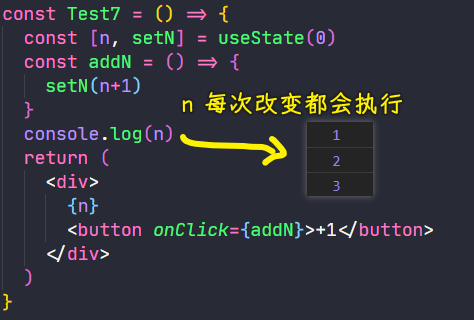 const Test7 = () => {
const [n, setN] = useState(0)
const addN = () => {
setN(n+1)
}
console.log(n)
n 每次改变都会执行
1
2
3
return (
<div>
{n}
<button onClick={addN}>+1</button>
</div>
)
}